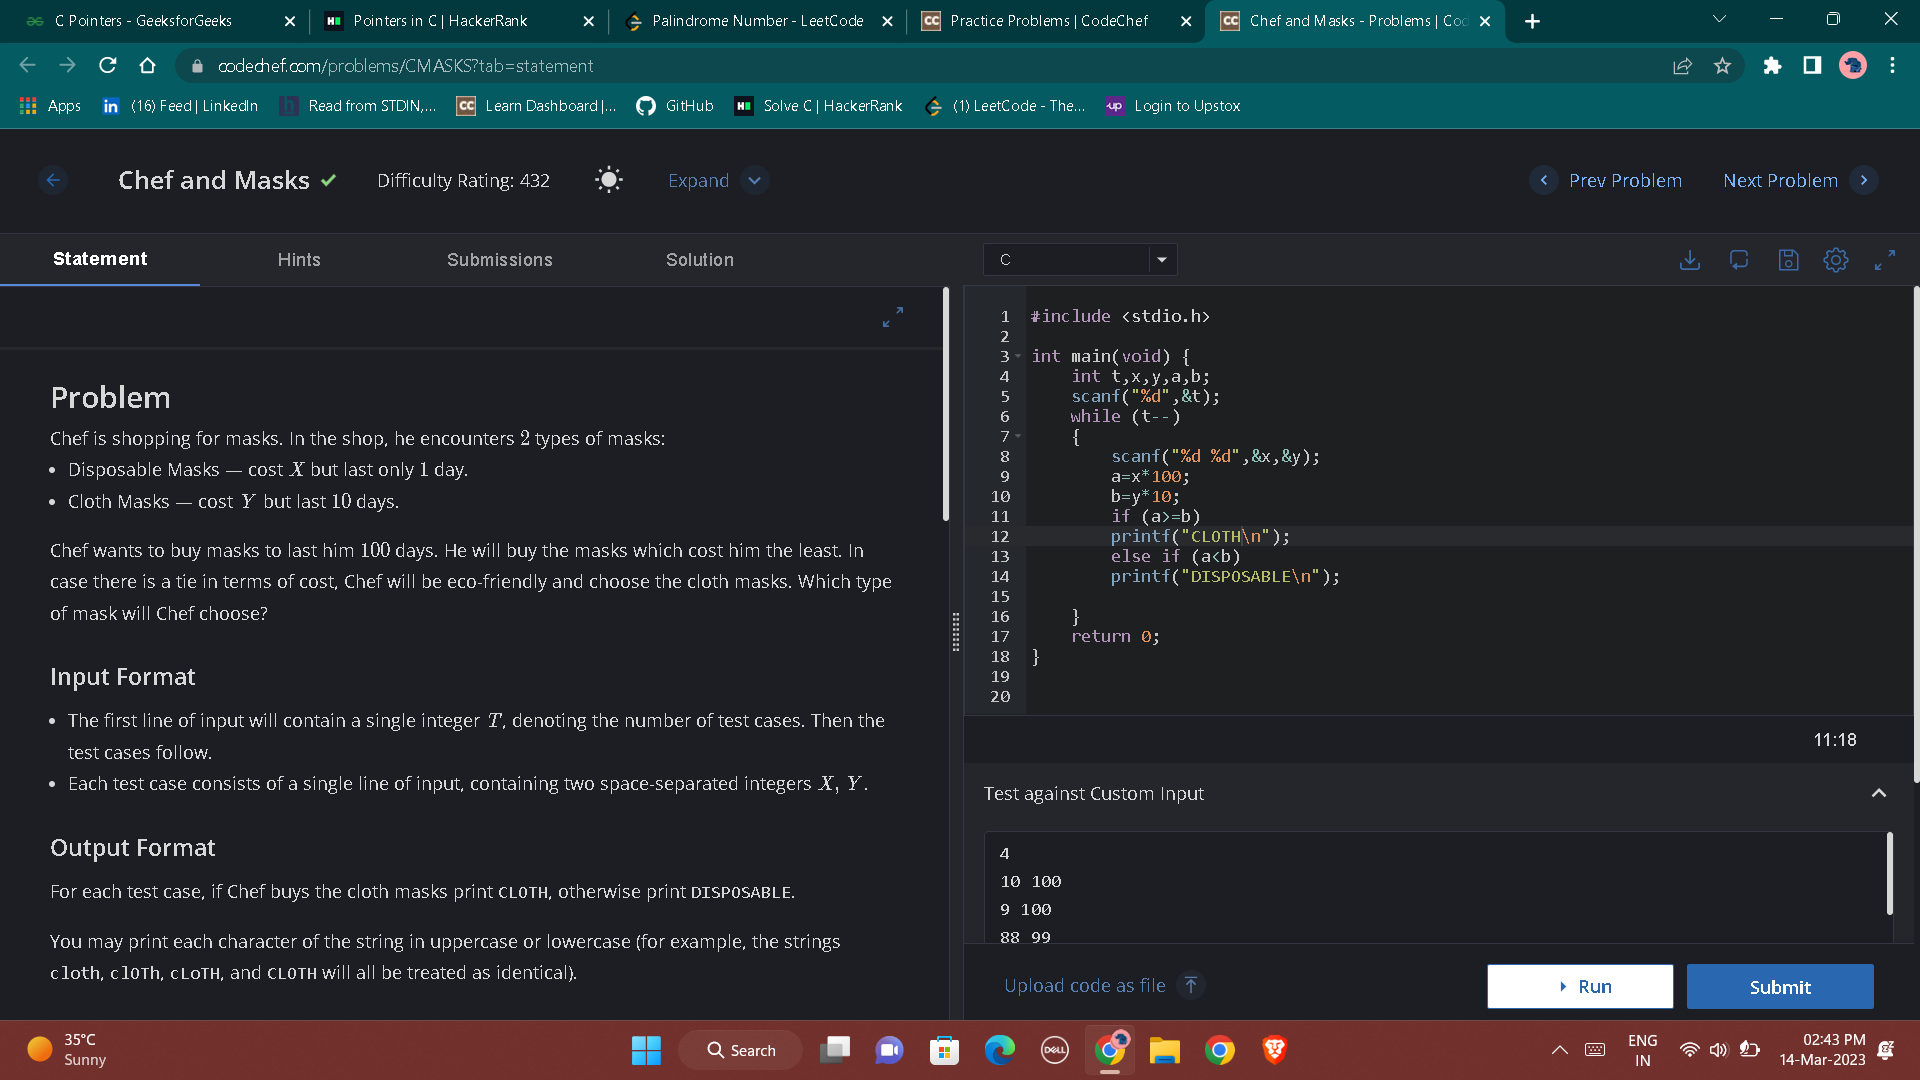 C Pointers - GeeksforGeeks
Pointers in C | HackerRank
Palindrome Number - LeetCode
Practice Problems | CodeChef
Chef and Masks - Problems | Cod
codechef.com/problems/CMASKS?tab=statement
Apps
(16) Feed | LinkedIn
Read from STDIN,...
Learn Dashboard |...
GitHub
Solve C | HackerRank
(1) LeetCode - The...
Login to Upstox
Chef and Masks
Difficulty Rating: 432
Expand
Prev Problem
Next Problem
Statement
Hints
Submissions
Solution
C
Problem
Chef is shopping for masks. In the shop, he encounters 2 types of masks:
• Disposable Masks — cost X but last only 1 day.
• Cloth Masks — cost Y but last 10 days.
Chef wants to buy masks to last him 100 days. He will buy the masks which cost him the least. In
case there is a tie in terms of cost, Chef will be eco-friendly and choose the cloth masks. Which type
of mask will Chef choose?
Input Format
• The first line of input will contain a single integer T, denoting the number of test cases. Then the
test cases follow.
• Each test case consists of a single line of input, containing two space-separated integers X, Y.
Output Format
For each test case, if Chef buys the cloth masks print CLOTH, otherwise print DISPOSABLE.
You may print each character of the string in uppercase or lowercase (for example, the strings
cloth, clOTh, cLoTH, and CLOTH will all be treated as identical).
1 #include <stdio.h>
2
3 int main(void) {
4 int t,x,y,a,b;
5 scanf("%d",&t);
6 while (t--)
7 {
8 scanf("%d %d",&x,&y);
9 a=x*100;
10 b=y*10;
11 if (a>=b)
12 printf("CLOTH\n");
13 else if (a<b)
14 printf("DISPOSABLE\n");
15
16 }
17 return 0;
18 }
19
20
11:18
Test against Custom Input
4
10 100
9 100
88 99
Upload code as file
Run
Submit
35°C
Sunny
Search
DELL
ENG
IN
02:43 PM
14-Mar-2023